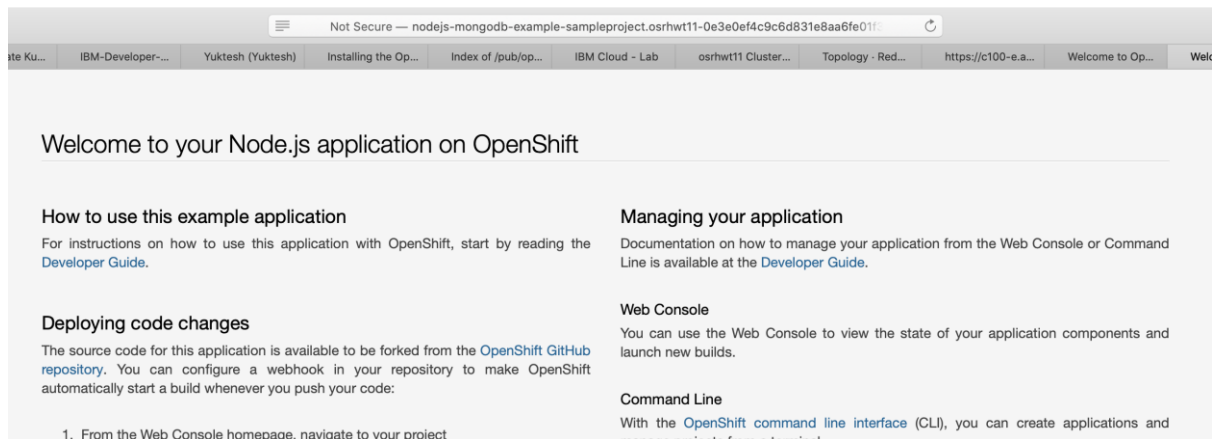 Not Secure — nodejs-mongodb-example-sampleproject.osrhwt11-0e3e0ef4c9c6d831e8aa6fe01f
ate Ku... IBM-Developer-... Yuktesh (Yuktesh) Installing the Op... Index of /pub/op... IBM Cloud - Lab osrhwt11 Cluster... Topology · Red... https://c100-e.a... Welcome to Op... Welc
Welcome to your Node.js application on OpenShift
How to use this example application
For instructions on how to use this application with OpenShift, start by reading the
Developer Guide.
Deploying code changes
The source code for this application is available to be forked from the OpenShift GitHub
repository. You can configure a webhook in your repository to make OpenShift
automatically start a build whenever you push your code:
1. From the Web Console homepage, navigate to your project
Managing your application
Documentation on how to manage your application from the Web Console or Command
Line is available at the Developer Guide.
Web Console
You can use the Web Console to view the state of your application components and
launch new builds.
Command Line
With the OpenShift command line interface (CLI), you can create applications and